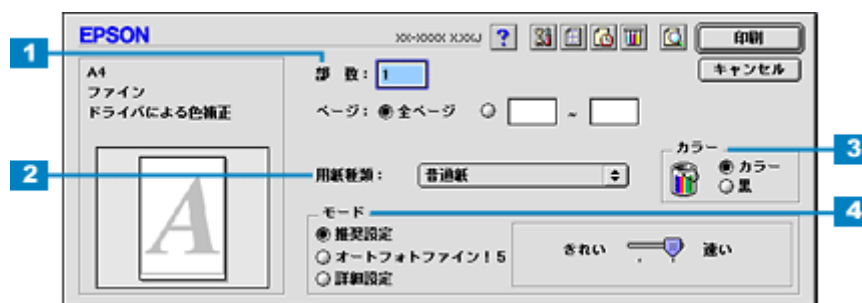 EPSON
XX-XXXX XXXJ ? 印刷
1
A4
ファイン
ドライバによる色補正
部 数： 1
キャンセル
ページ： 全ページ ~
2
用紙種類： 普通紙
カラー
3
カラー
黒
モード
4
推奨設定
オートフォトファイン！5
詳細設定
きれい 速い
A